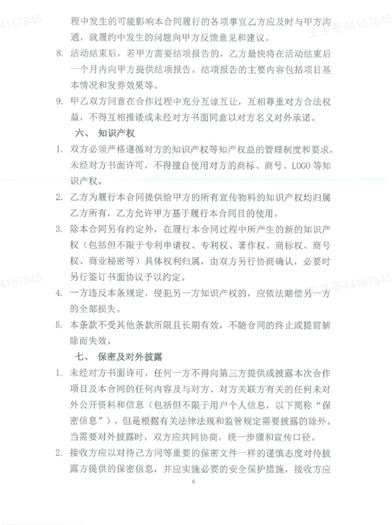 程中发生的可能影响本合同履行的各项事宜乙方应及时与甲方沟
通,就履约中发生的问题向甲方反馈意见和建议。
8. 活动结束后,若甲方需要结项报告的,乙方最快将在活动结束后
一个月内向甲方提供结项报告。结项报告的主要内容包括项目基
本情况和发券效果等。
9. 甲乙双方同意在合作过程中充分互谅互让,互相尊重对方合法权
益,不得互相推诿或未经对方书面同意以对方名义对外承诺。
六、 知识产权
1. 双方必须严格遵循对方的知识产权等知产权益的管理制度和要求,
未经对方书面许可,不得擅自使用对方的商标、商号、LOGO 等知
识产权。
2. 乙方为履行本合同提供给甲方的所有宣传物料的知识产权均归属
乙方所有,乙方允许甲方基于履行本合同目的使用。
3. 除本合同另有约定外,在履行本合同过程中所产生的新的知识产
权(包括但不限于专利申请权、专利权、著作权、商标权、商号
权、商业秘密等)具体权利归属,由双方另行协商确认,必要时
另行签订书面协议予以约定。
4. 一方违反本条规定,侵犯另一方知识产权的,应依法赔偿另一方
的全部损失。
5. 本条款不受其他条款所限且长期有效,不随合同的终止或提前解
除而失效,
七、 保密及对外披露
1. 未经对方书面许可,任何一方不得向第三方提供或披露本次合作
项目及本合同的任何内容及与对方、对方关联方有关的任何未对
外公开资料和信息(包括但不限于用户个人信息,以下简称“保
密信息”),但是根据有关法律法规和监管规定需要披露的除外。
当需要对外披露时,双方应共同协商,统一步骤和宣传口径。
2. 接收方应以对待己方同等重要的保密文件一样的谨慎态度对待披
露方提供的保密信息,并应实施必要的安全保护措施,接收方应
6